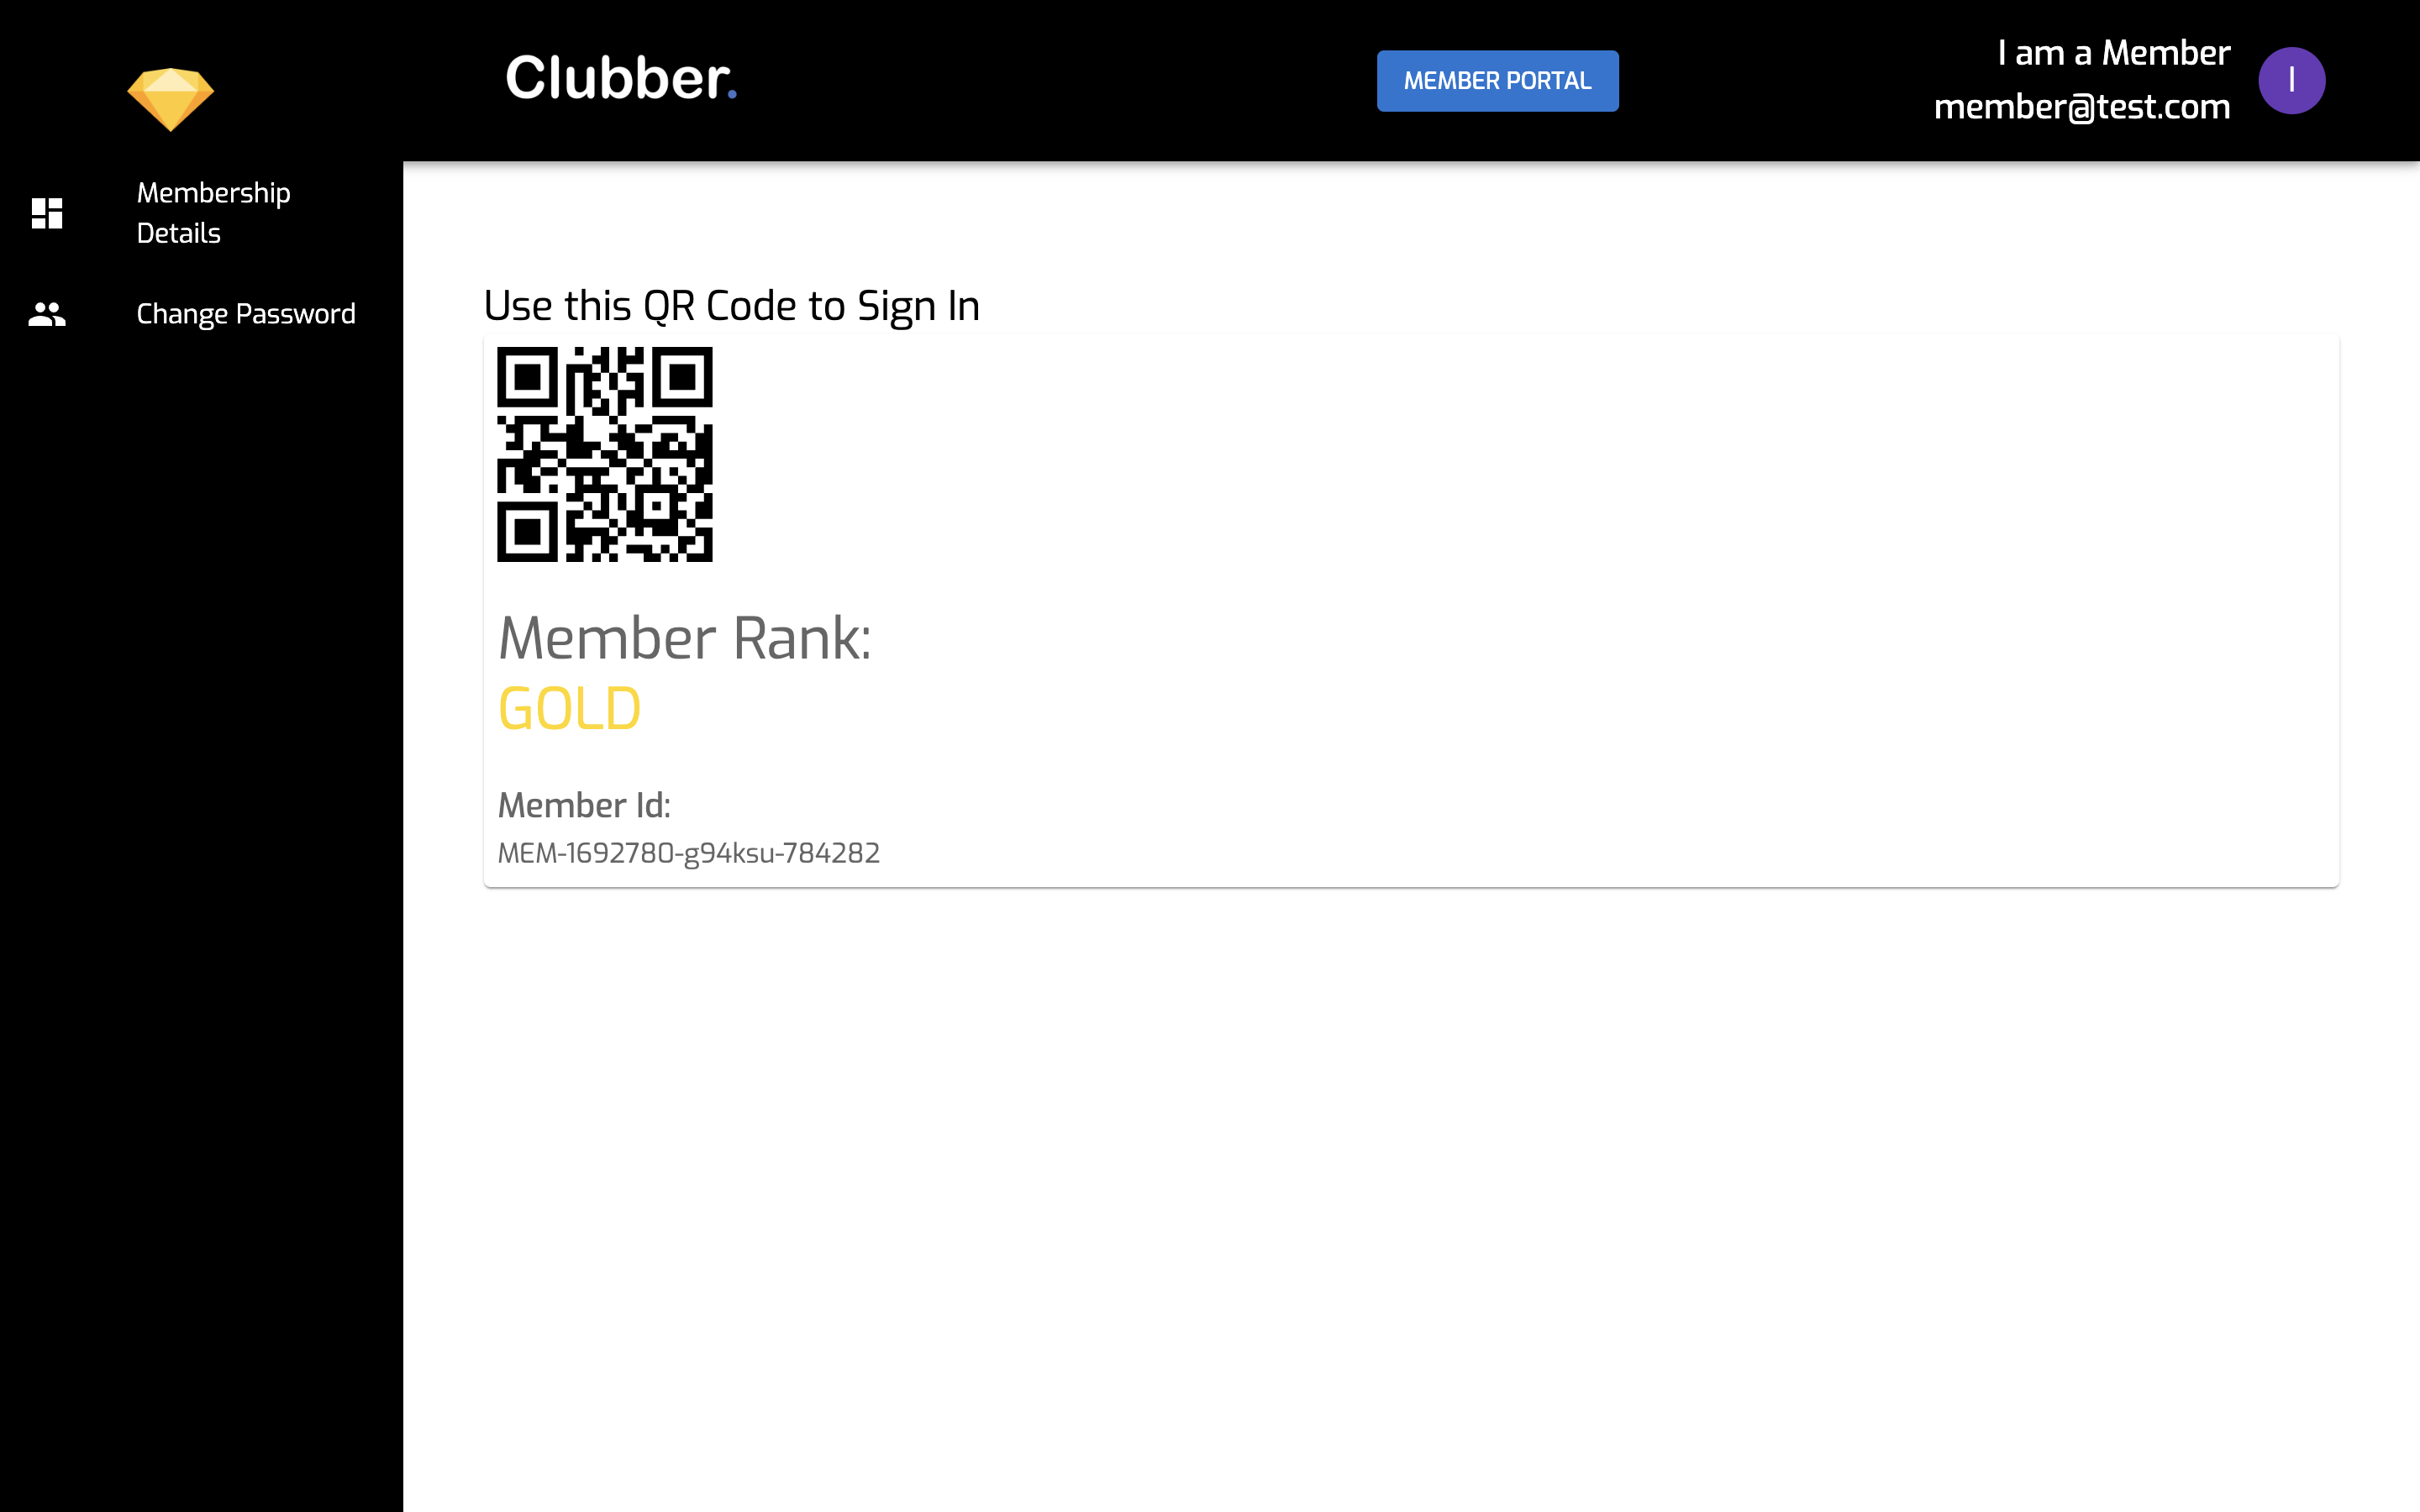 Clubber.
MEMBER PORTAL
I am a Member
member@test.com
I
Membership
Details
Change Password
Use this QR Code to Sign In
Member Rank:
GOLD
Member Id:
MEM-1692780-g94ksu-784282